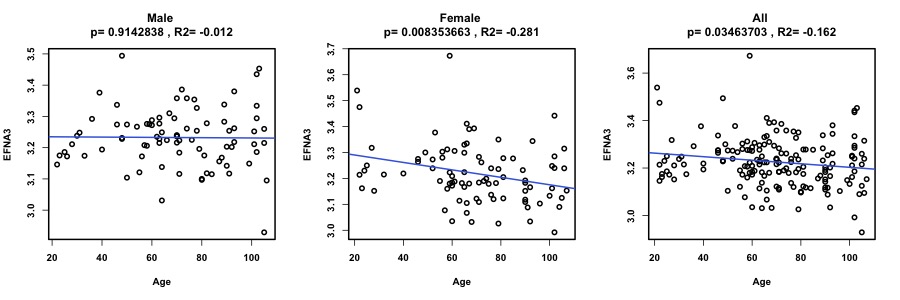 Male
p= 0.9142838 , R2= -0.012
EFNA3
3.5
3.4
3.3
3.2
3.1
3.0
20 40 60 80 100
Age
Female
p= 0.008353663 , R2= -0.281
EFNA3
3.7
3.6
3.5
3.4
3.3
3.2
3.1
3.0
20 40 60 80 100
Age
All
p= 0.03463703 , R2= -0.162
EFNA3
3.6
3.4
3.2
3.0
20 40 60 80 100
Age